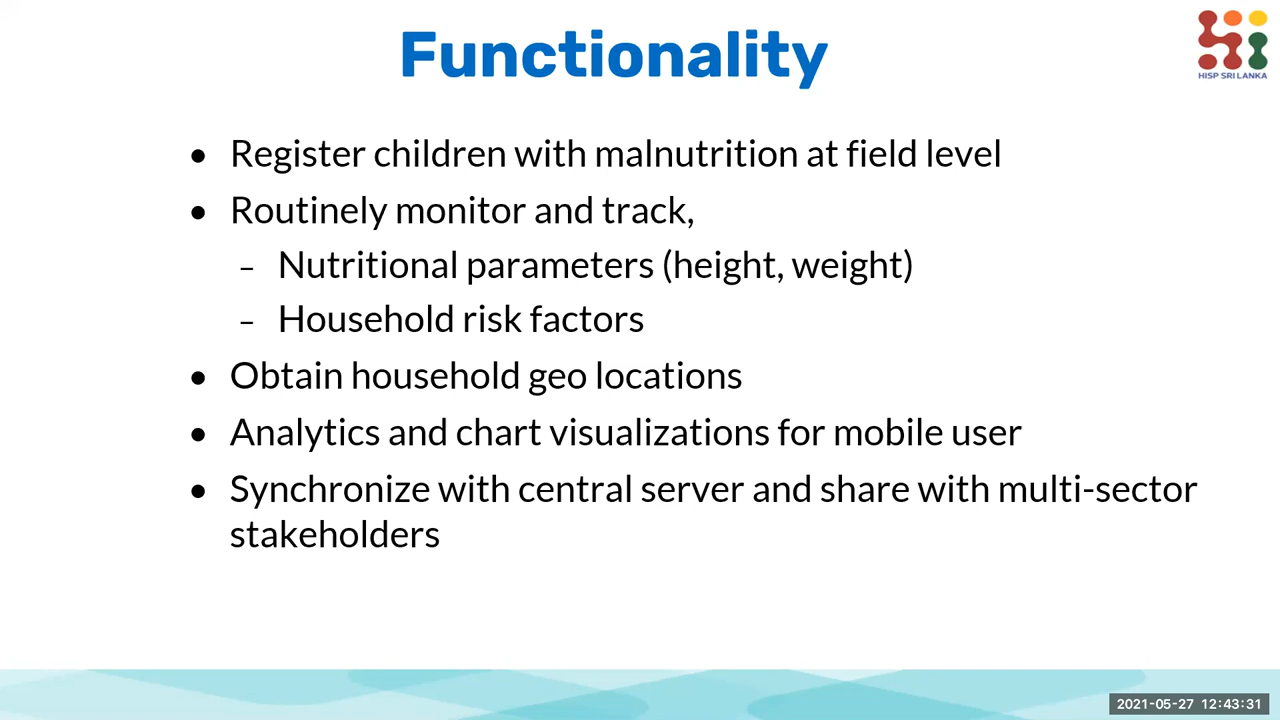 Functionality
HISP SRI LANKA
• Register children with malnutrition at field level
• Routinely monitor and track,
– Nutritional parameters (height, weight)
– Household risk factors
• Obtain household geo locations
• Analytics and chart visualizations for mobile user
• Synchronize with central server and share with multi-sector
stakeholders
2021-05-27 12:43:31